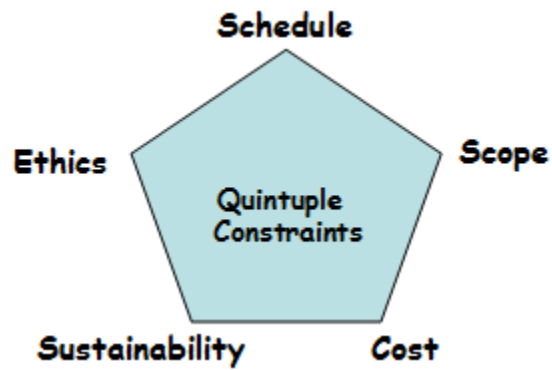 Schedule
Ethics
Scope
Quintuple
Constraints
Sustainability
Cost